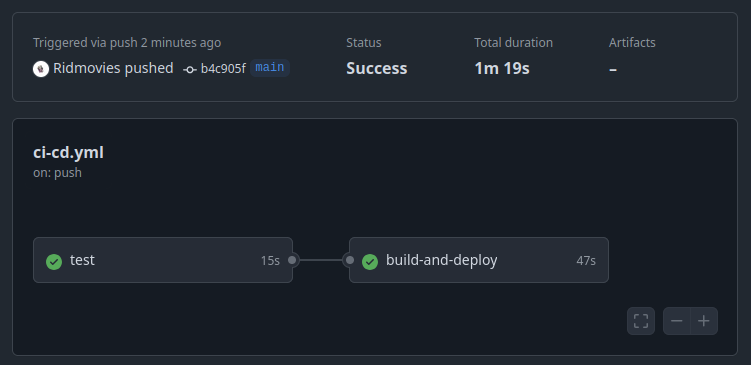 Triggered via push 2 minutes ago
Ridmovies pushed b4c905f main
Status
Success
Total duration
1m 19s
Artifacts
–
ci-cd.yml
on: push
test 15s
build-and-deploy 47s